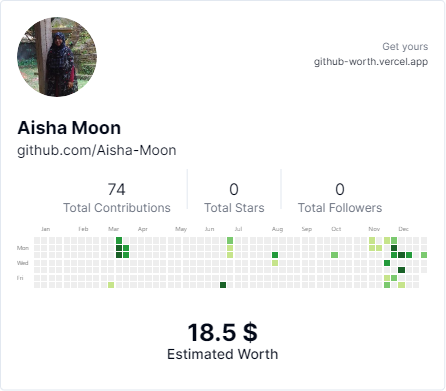 Get yours
github-worth.vercel.app
Aisha Moon
github.com/Aisha-Moon
74 0 0
Total Contributions Total Stars Total Followers
Jan Feb Mar Apr May Jun Jul Aug Sep Oct Nov Dec
Mon
Wed
Fri
18.5 $
Estimated Worth